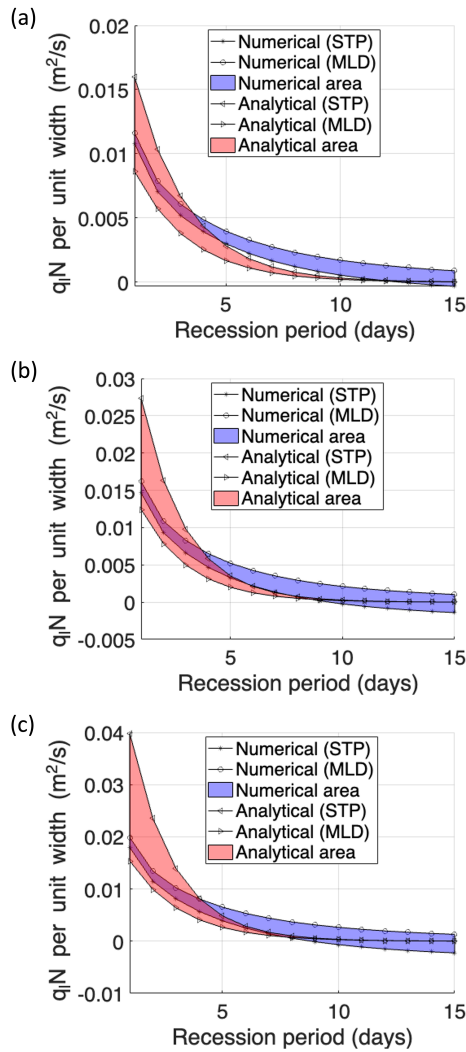 (a)
0.02
0.015
0.01
0.005
0
q_lN per unit width (m²/s)
Numerical (STP)
Numerical (MLD)
Numerical area
Analytical (STP)
Analytical (MLD)
Analytical area
5
10
15
Recession period (days)
(b)
0.03
0.025
0.02
0.015
0.01
0.005
0
-0.005
q_lN per unit width (m²/s)
Numerical (STP)
Numerical (MLD)
Numerical area
Analytical (STP)
Analytical (MLD)
Analytical area
5
10
15
Recession period (days)
(c)
0.04
0.03
0.02
0.01
0
-0.01
q_lN per unit width (m²/s)
Numerical (STP)
Numerical (MLD)
Numerical area
Analytical (STP)
Analytical (MLD)
Analytical area
5
10
15
Recession period (days)